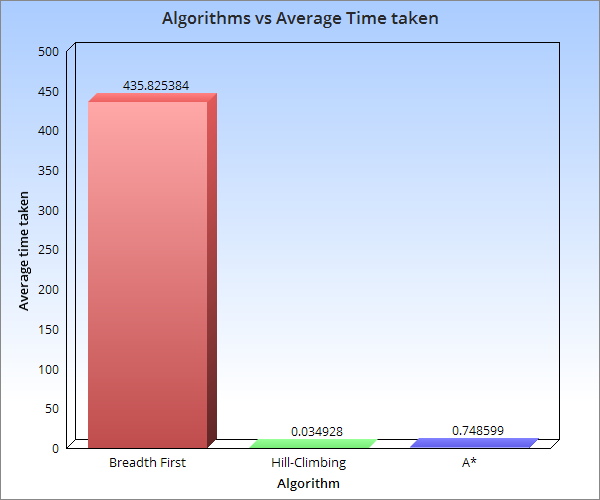 Algorithms vs Average Time taken
500
450
400
350
300
250
200
150
100
50
0
Average time taken
435.825384
0.034928
0.748599
Breadth First
Hill-Climbing
A*
Algorithm